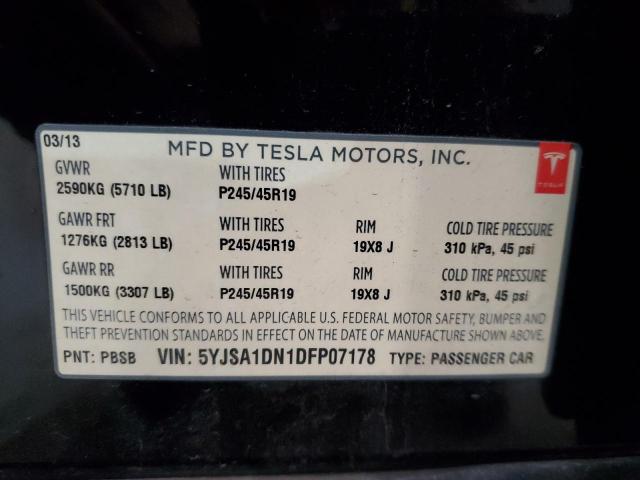 03/13 MFD BY TESLA MOTORS, INC.
GVWR WITH TIRES
2590KG (5710 LB) P245/45R19
TESLA
GAWR FRT WITH TIRES RIM COLD TIRE PRESSURE
1276KG (2813 LB) P245/45R19 19X8 J 310 kPa, 45 psi
GAWR RR WITH TIRES RIM COLD TIRE PRESSURE
1500KG (3307 LB) P245/45R19 19X8 J 310 kPa, 45 psi
THIS VEHICLE CONFORMS TO ALL APPLICABLE U.S. FEDERAL MOTOR SAFETY, BUMPER AND
THEFT PREVENTION STANDARDS IN EFFECT ON THE DATE OF MANUFACTURE SHOWN ABOVE.
PNT: PBSB VIN: 5YJSA1DN1DFP07178 TYPE: PASSENGER CAR